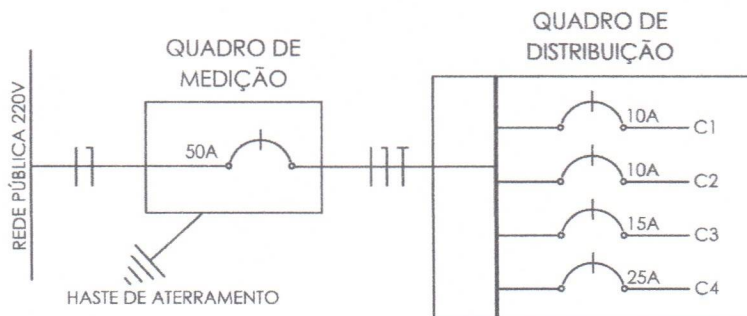 QUADRO DE
DISTRIBUIÇÃO
QUADRO DE
MEDIÇÃO
REDE PÚBLICA 220V
50A
10A
C1
10A
C2
15A
C3
25A
C4
HASTE DE ATERRAMENTO